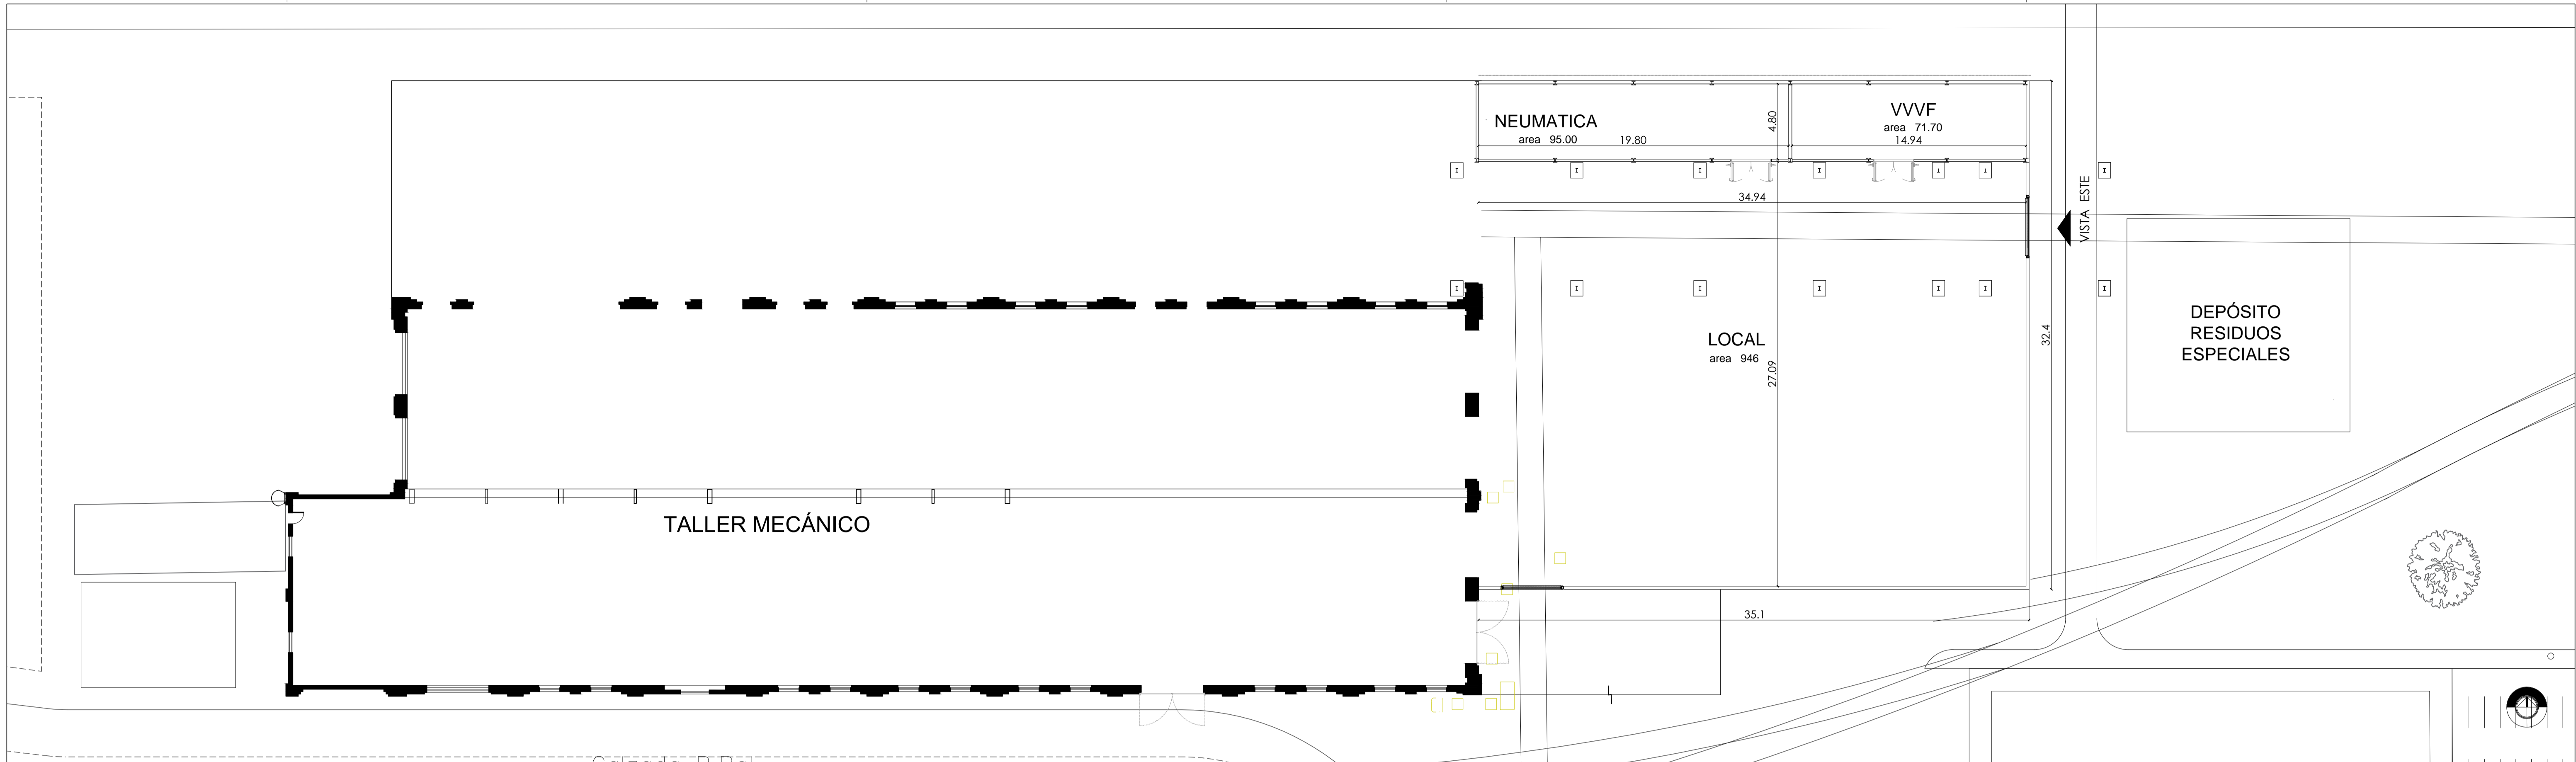 NEUMATICA
area 95.00
19.80
4.80
VVVF
area 71.70
14.94
34.94
VISTA ESTE
32.4
LOCAL
area 946
27.09
DEPÓSITO
RESIDUOS
ESPECIALES
TALLER MECÁNICO
35.1